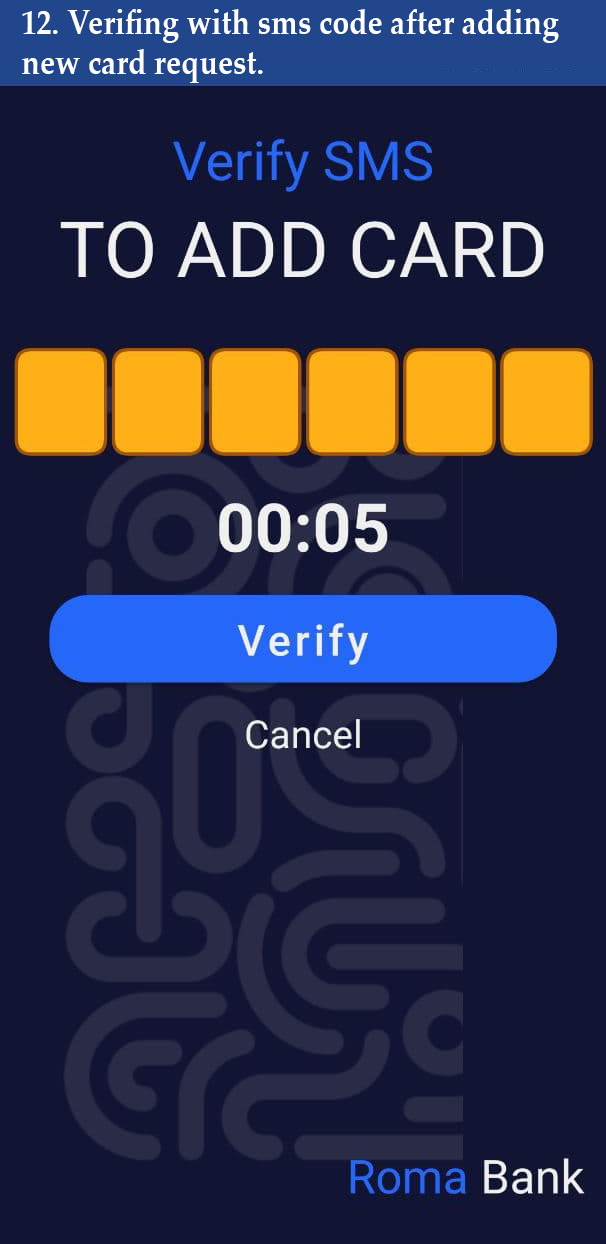 12. Verifing with sms code after adding
new card request.
Verify SMS
TO ADD CARD
00:05
Verify
Cancel
Roma Bank